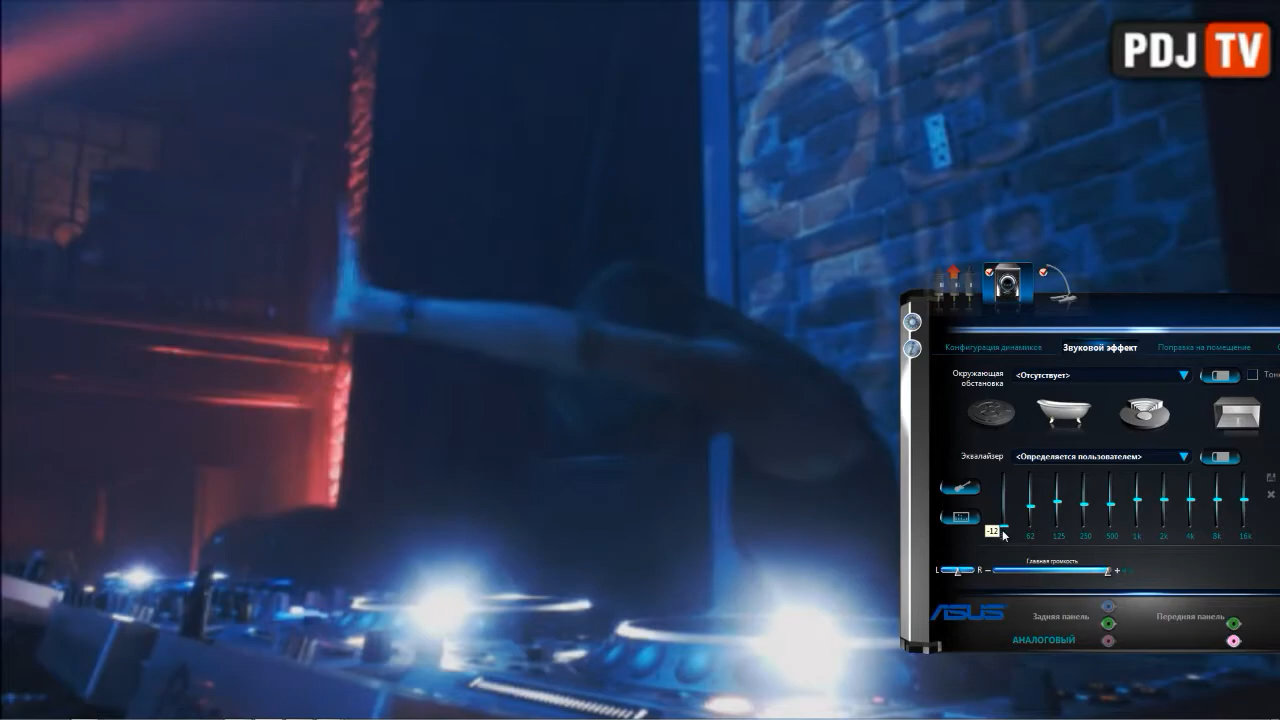 PDJ TV
Конфигурация динамиков Звуковой эффект Поправка на помещение
Окружающая обстановка <Отсутствует> Тон
Эквалайзер <Определяется пользователем>
-12 62 125 250 500 1k 2k 4k 8k 16k
Главная громкость
L R − +
ASUS Задняя панель Передняя панель
АНАЛОГОВЫЙ